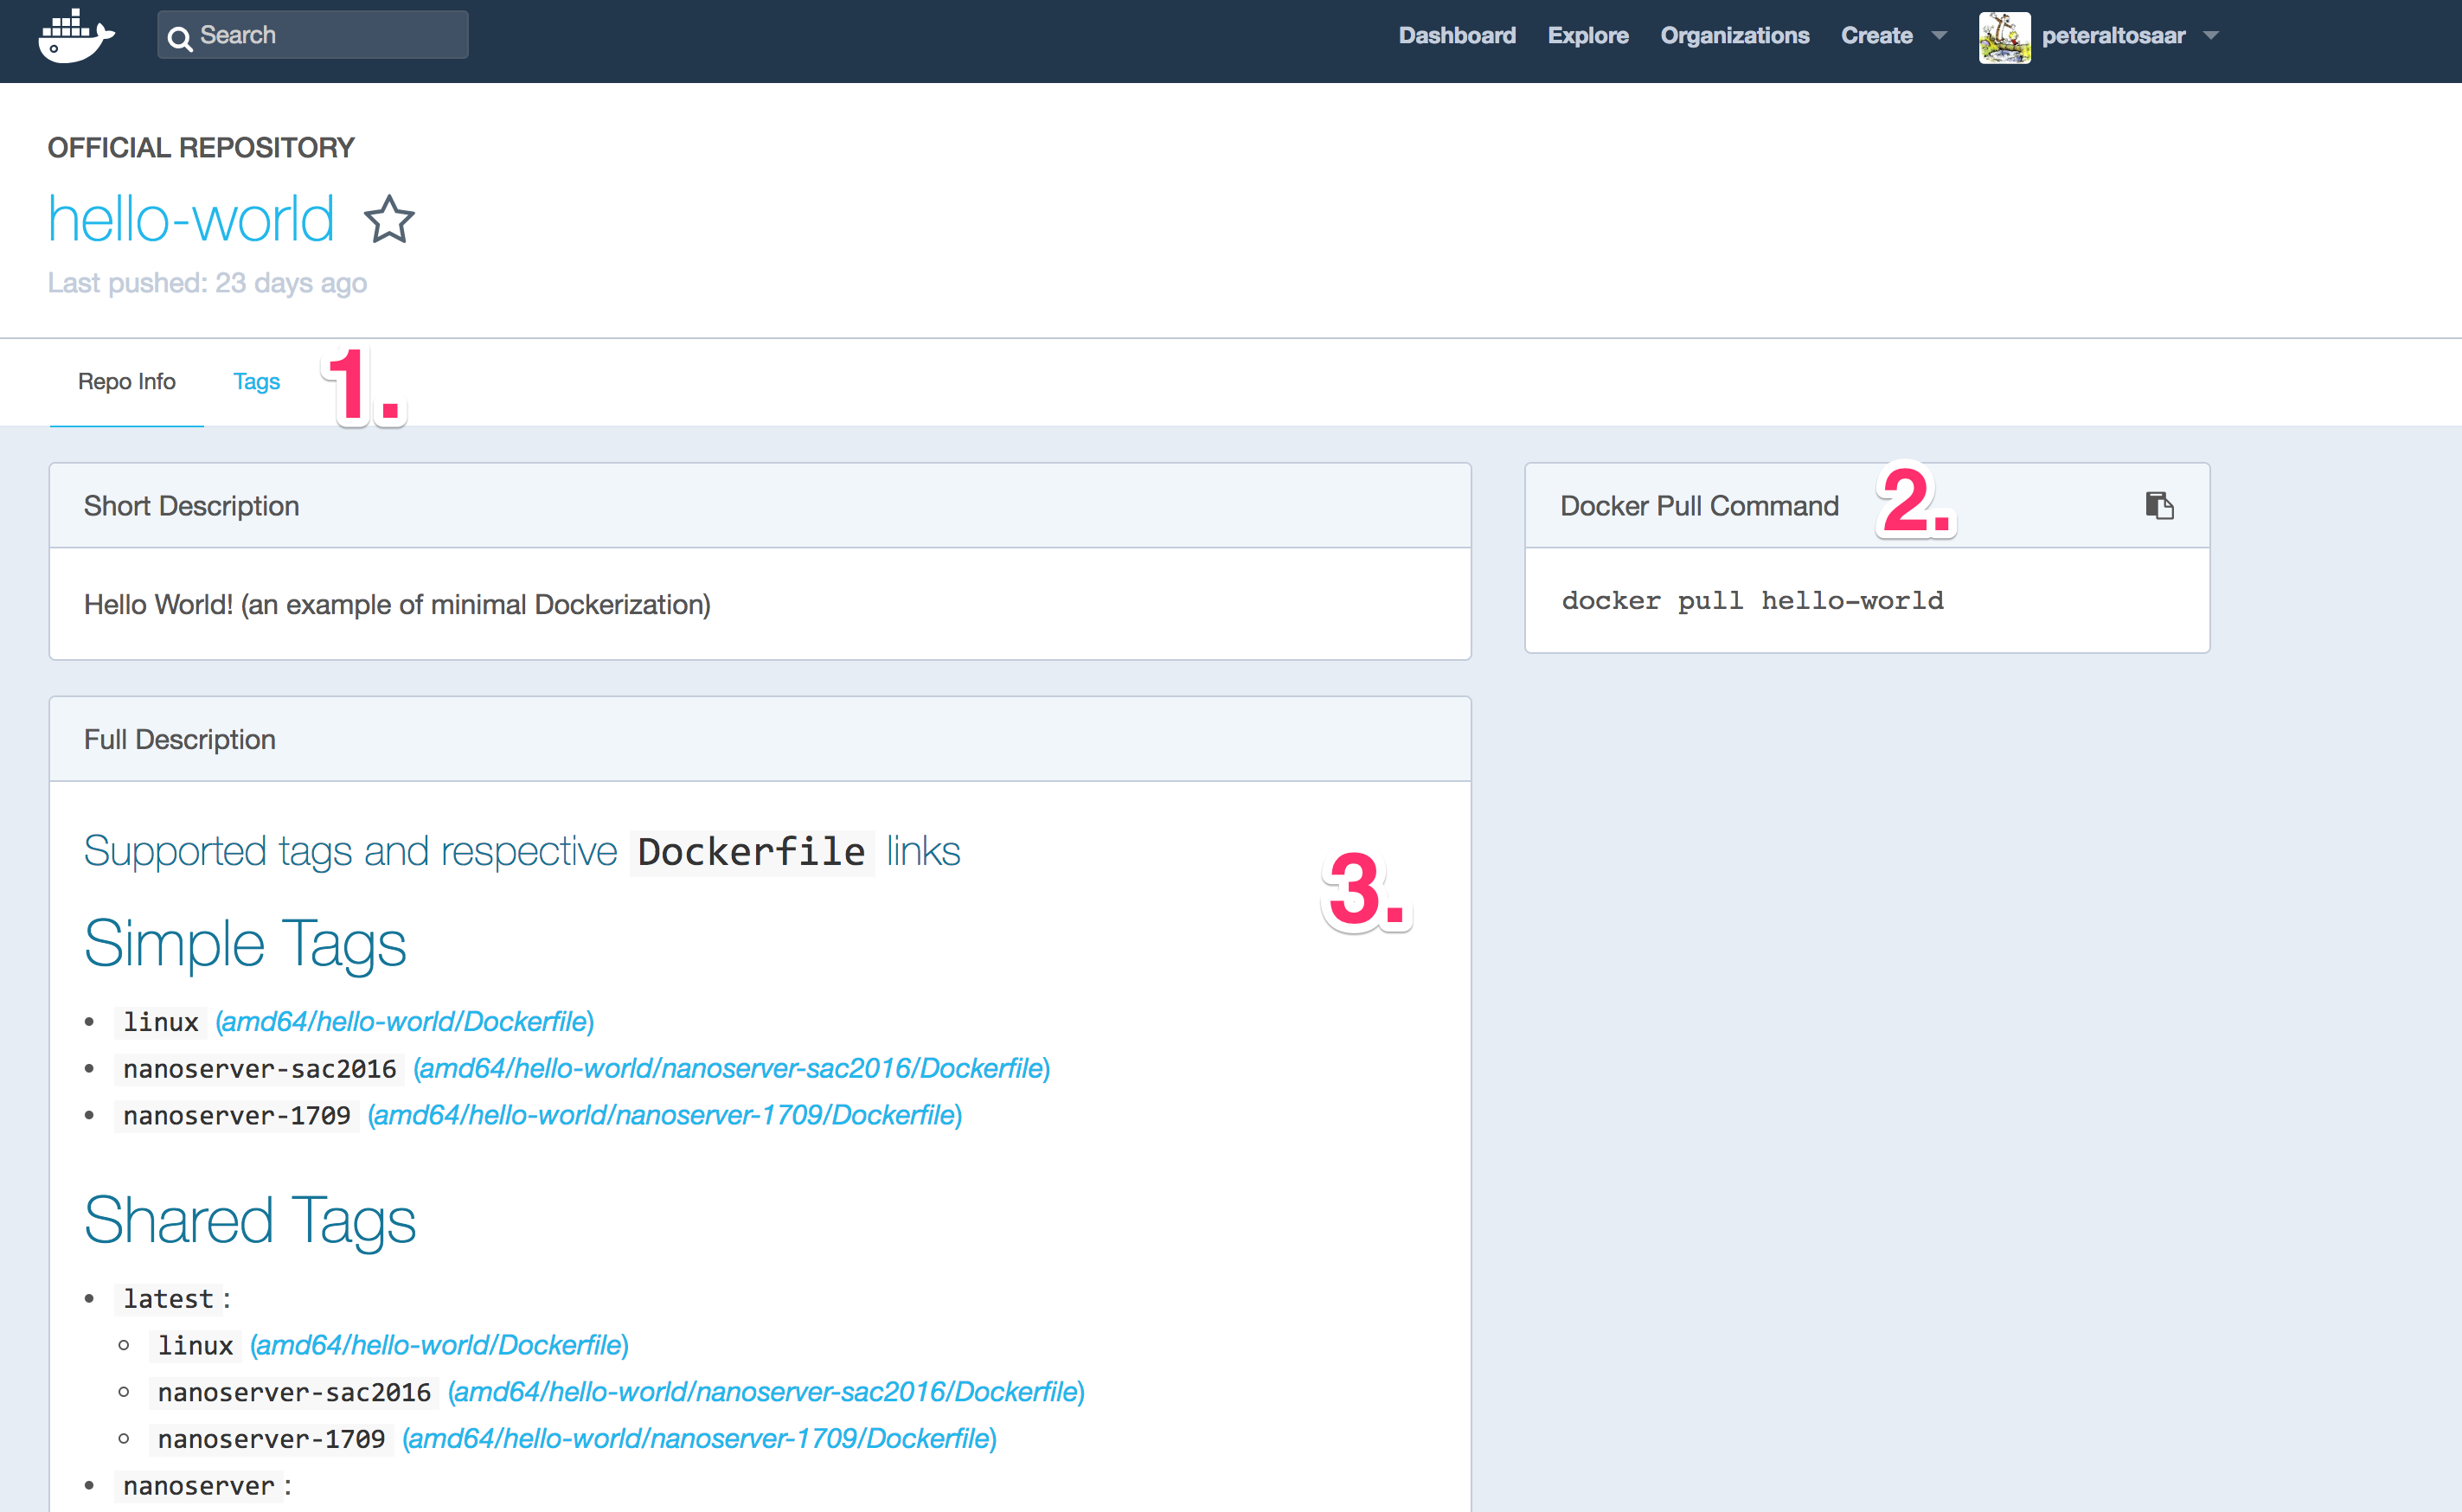 Search
Dashboard Explore Organizations Create peteraltosaar
OFFICIAL REPOSITORY
hello-world
Last pushed: 23 days ago
Repo Info Tags 1.
Short Description
Hello World! (an example of minimal Dockerization)
Docker Pull Command 2.
docker pull hello-world
Full Description
Supported tags and respective Dockerfile links
3.
Simple Tags
• linux (amd64/hello-world/Dockerfile)
• nanoserver-sac2016 (amd64/hello-world/nanoserver-sac2016/Dockerfile)
• nanoserver-1709 (amd64/hello-world/nanoserver-1709/Dockerfile)
Shared Tags
• latest:
○ linux (amd64/hello-world/Dockerfile)
○ nanoserver-sac2016 (amd64/hello-world/nanoserver-sac2016/Dockerfile)
○ nanoserver-1709 (amd64/hello-world/nanoserver-1709/Dockerfile)
• nanoserver: